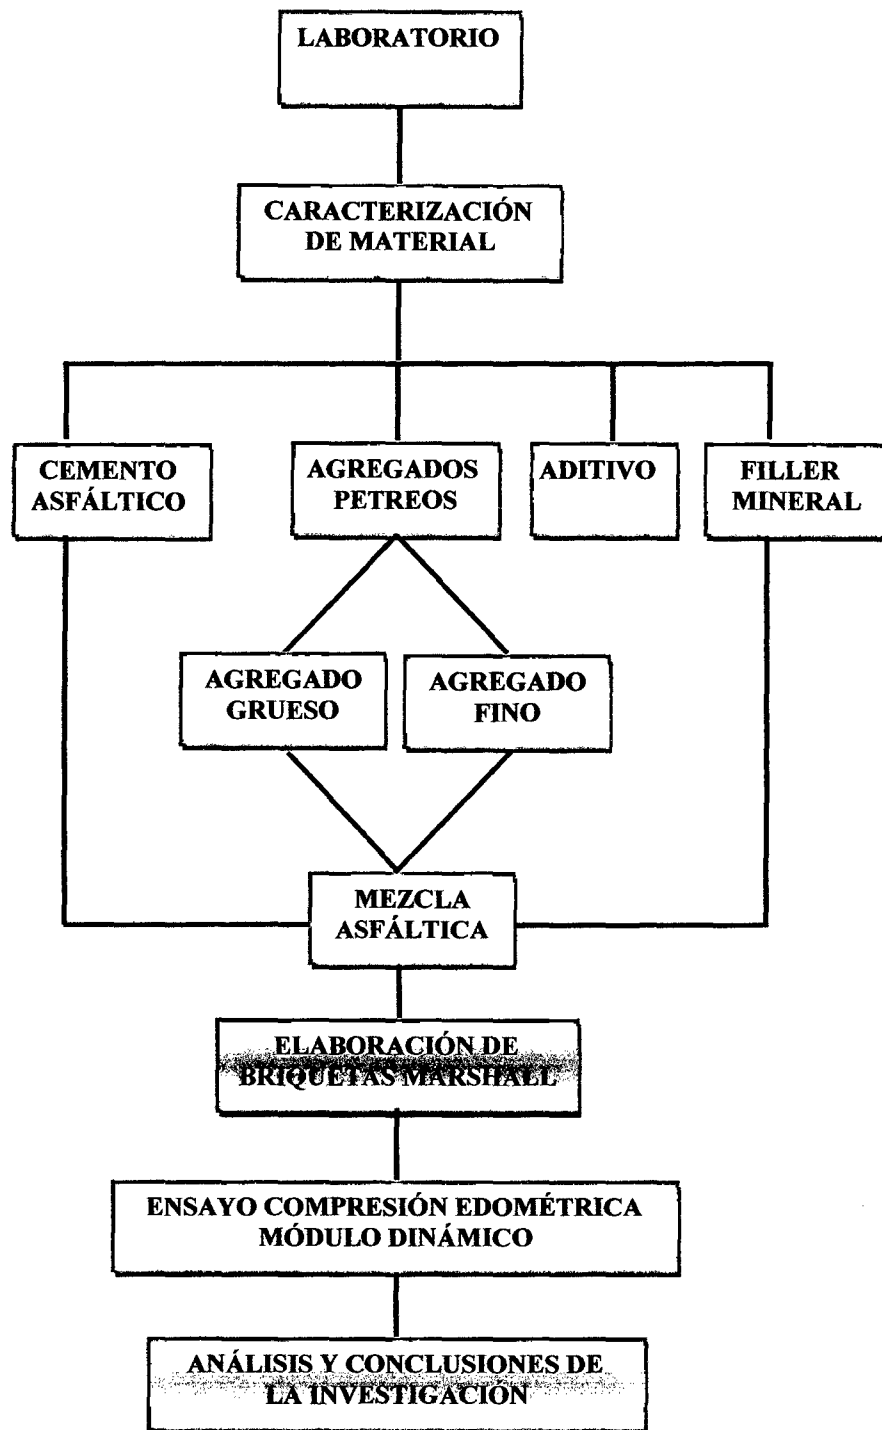 LABORATORIO
CARACTERIZACIÓN
DE MATERIAL
CEMENTO
ASFÁLTICO
AGREGADOS
PETREOS
ADITIVO
FILLER
MINERAL
AGREGADO
GRUESO
AGREGADO
FINO
MEZCLA
ASFÁLTICA
ELABORACIÓN DE
BRIQUETAS MARSHALL
ENSAYO COMPRESIÓN EDOMÉTRICA
MÓDULO DINÁMICO
ANÁLISIS Y CONCLUSIONES DE
LA INVESTIGACIÓN